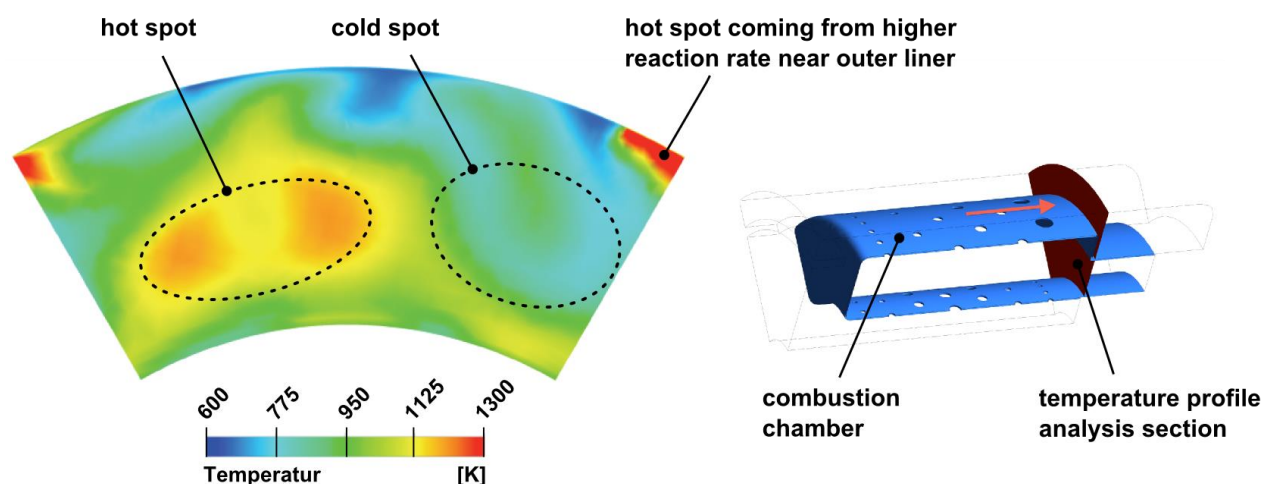 hot spot
cold spot
hot spot coming from higher
reaction rate near outer liner
600
775
950
1125
1300
Temperatur
[K]
combustion
chamber
temperature profile
analysis section